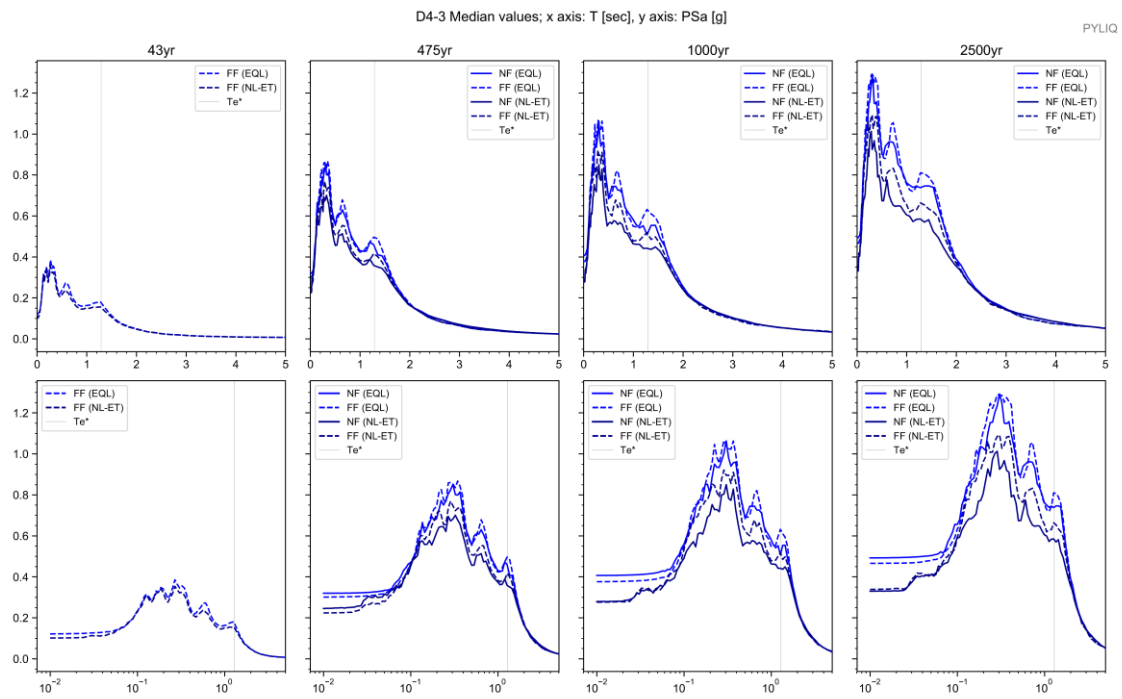 D4-3 Median values; x axis: T [sec], y axis: PSa [g]
PYLIQ
43yr
475yr
1000yr
2500yr
FF (EQL)
FF (NL-ET)
Te*
NF (EQL)
FF (EQL)
NF (NL-ET)
FF (NL-ET)
Te*
NF (EQL)
FF (EQL)
NF (NL-ET)
FF (NL-ET)
Te*
NF (EQL)
FF (EQL)
NF (NL-ET)
FF (NL-ET)
Te*
1.2
1.0
0.8
0.6
0.4
0.2
0.0
0 1 2 3 4 5
0 1 2 3 4 5
0 1 2 3 4 5
0 1 2 3 4 5
FF (EQL)
FF (NL-ET)
Te*
NF (EQL)
FF (EQL)
NF (NL-ET)
FF (NL-ET)
Te*
NF (EQL)
FF (EQL)
NF (NL-ET)
FF (NL-ET)
Te*
NF (EQL)
FF (EQL)
NF (NL-ET)
FF (NL-ET)
Te*
1.2
1.0
0.8
0.6
0.4
0.2
0.0
10⁻² 10⁻¹ 10⁰
10⁻² 10⁻¹ 10⁰
10⁻² 10⁻¹ 10⁰
10⁻² 10⁻¹ 10⁰